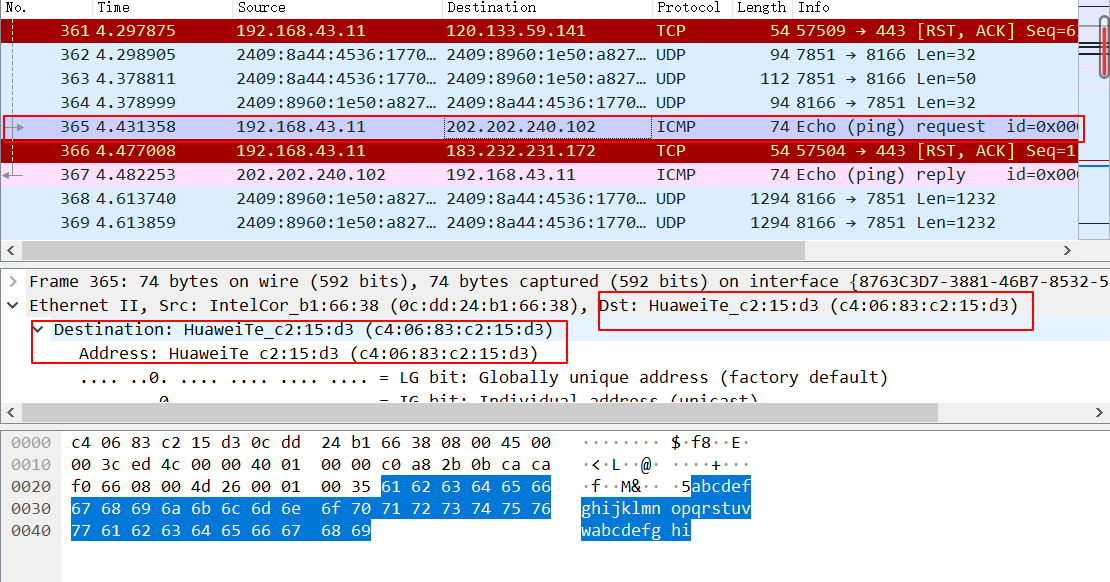 No. Time Source Destination Protocol Length Info
361 4.297875 192.168.43.11 120.133.59.141 TCP 54 57509 → 443 [RST, ACK] Seq=6
362 4.298905 2409:8a44:4536:1770… 2409:8960:1e50:a827… UDP 94 7851 → 8166 Len=32
363 4.378811 2409:8a44:4536:1770… 2409:8960:1e50:a827… UDP 112 7851 → 8166 Len=50
364 4.378999 2409:8960:1e50:a827… 2409:8a44:4536:1770… UDP 94 8166 → 7851 Len=32
365 4.431358 192.168.43.11 202.202.240.102 ICMP 74 Echo (ping) request id=0x000
366 4.477008 192.168.43.11 183.232.231.172 TCP 54 57504 → 443 [RST, ACK] Seq=1
367 4.482253 202.202.240.102 192.168.43.11 ICMP 74 Echo (ping) reply id=0x000
368 4.613740 2409:8960:1e50:a827… 2409:8a44:4536:1770… UDP 1294 8166 → 7851 Len=1232
369 4.613859 2409:8960:1e50:a827… 2409:8a44:4536:1770… UDP 1294 8166 → 7851 Len=1232
Frame 365: 74 bytes on wire (592 bits), 74 bytes captured (592 bits) on interface {8763C3D7-3881-46B7-8532-5
Ethernet II, Src: IntelCor_b1:66:38 (0c:dd:24:b1:66:38), Dst: HuaweiTe_c2:15:d3 (c4:06:83:c2:15:d3)
Destination: HuaweiTe_c2:15:d3 (c4:06:83:c2:15:d3)
Address: HuaweiTe c2:15:d3 (c4:06:83:c2:15:d3)
.... ..0. .... .... .... .... = LG bit: Globally unique address (factory default)
0 = IG bit: Individual address (unicast)
0000 c4 06 83 c2 15 d3 0c dd 24 b1 66 38 08 00 45 00 ········ $·f8··E·
0010 00 3c ed 4c 00 00 40 01 00 00 c0 a8 2b 0b ca ca ·<·L··@· ····+···
0020 f0 66 08 00 4d 26 00 01 00 35 61 62 63 64 65 66 ·f··M&·· ·5abcdef
0030 67 68 69 6a 6b 6c 6d 6e 6f 70 71 72 73 74 75 76 ghijklmn opqrstuv
0040 77 61 62 63 64 65 66 67 68 69 wabcdefg hi